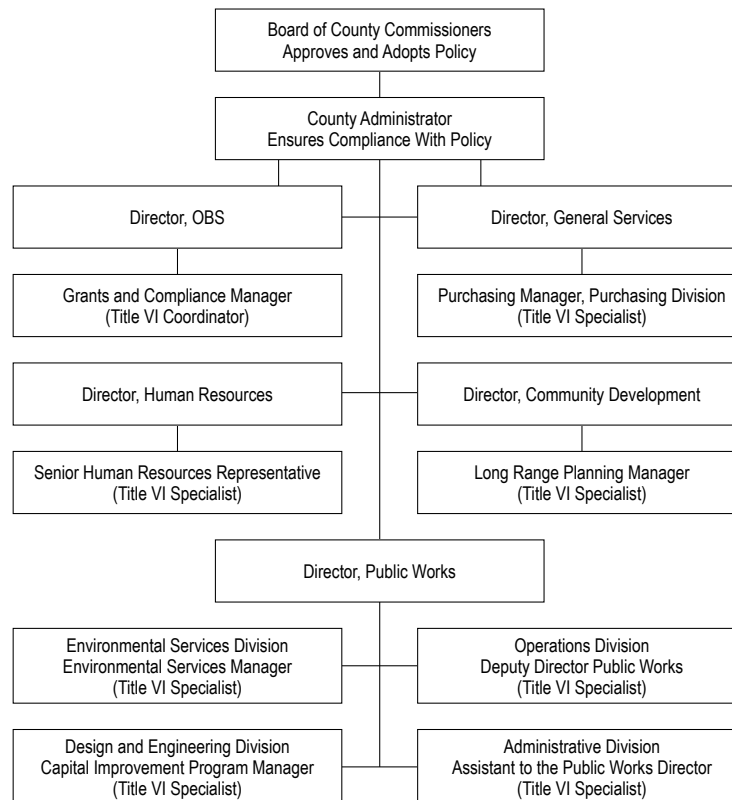 Board of County Commissioners
Approves and Adopts Policy
County Administrator
Ensures Compliance With Policy
Director, OBS
Director, General Services
Grants and Compliance Manager
(Title VI Coordinator)
Purchasing Manager, Purchasing Division
(Title VI Specialist)
Director, Human Resources
Director, Community Development
Senior Human Resources Representative
(Title VI Specialist)
Long Range Planning Manager
(Title VI Specialist)
Director, Public Works
Environmental Services Division
Environmental Services Manager
(Title VI Specialist)
Operations Division
Deputy Director Public Works
(Title VI Specialist)
Design and Engineering Division
Capital Improvement Program Manager
(Title VI Specialist)
Administrative Division
Assistant to the Public Works Director
(Title VI Specialist)